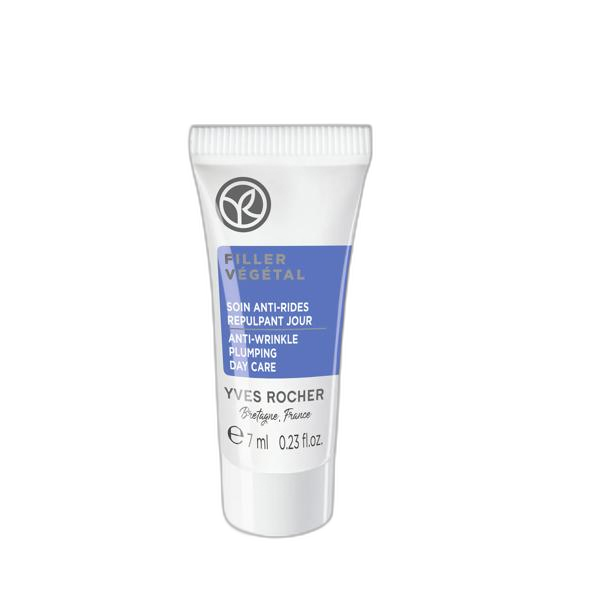 FILLER
VÉGÉTAL
SOIN ANTI-RIDES
REPULPANT JOUR
ANTI-WRINKLE
PLUMPING
DAY CARE
YVES ROCHER
Bretagne, France
℮ 7 ml 0.23 fl.oz.